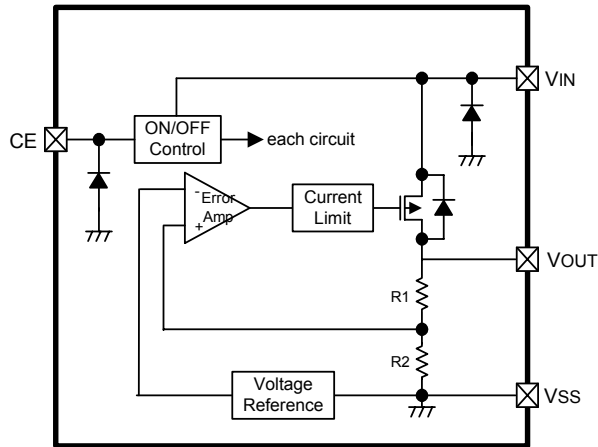 VIN
CE
ON/OFF
Control
each circuit
- Error
Amp
+
Current
Limit
VOUT
R1
R2
Voltage
Reference
VSS